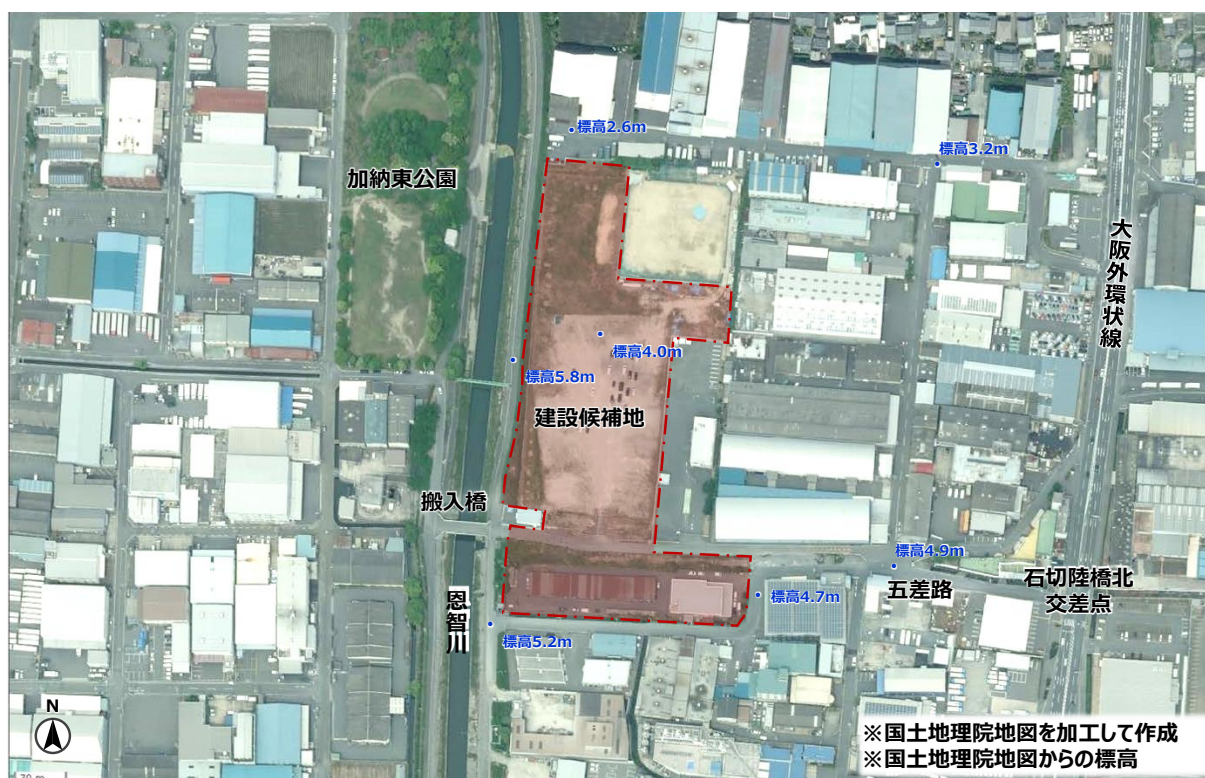 標高2.6m
標高3.2m
加納東公園
大阪外環状線
標高4.0m
標高5.8m
建設候補地
搬入橋
標高4.9m
石切陸橋北
交差点
五差路
標高4.7m
恩智川
標高5.2m
N
※国土地理院地図を加工して作成
※国土地理院地図からの標高